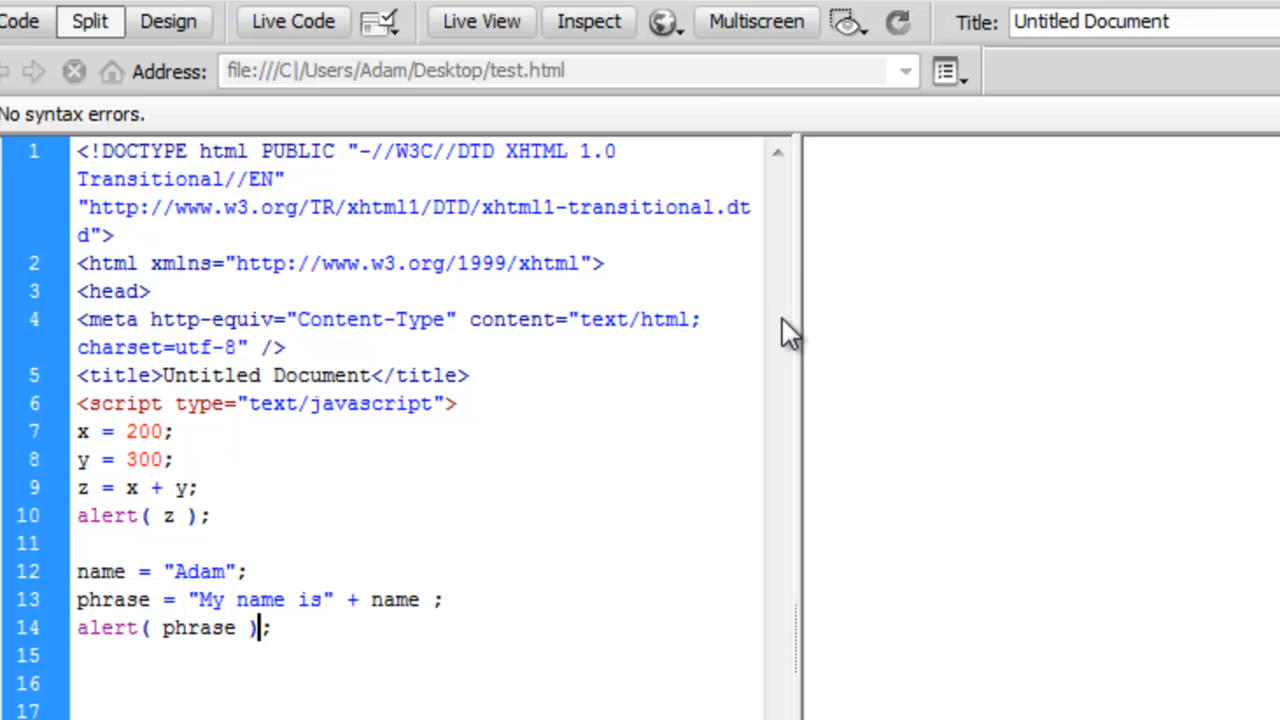 Code Split Design Live Code Live View Inspect Multiscreen Title: Untitled Document
Address: file:///C|/Users/Adam/Desktop/test.html
No syntax errors.
1 <!DOCTYPE html PUBLIC "-//W3C//DTD XHTML 1.0
Transitional//EN"
"http://www.w3.org/TR/xhtml1/DTD/xhtml1-transitional.dt
d">
2 <html xmlns="http://www.w3.org/1999/xhtml">
3 <head>
4 <meta http-equiv="Content-Type" content="text/html;
charset=utf-8" />
5 <title>Untitled Document</title>
6 <script type="text/javascript">
7 x = 200;
8 y = 300;
9 z = x + y;
10 alert( z );
11
12 name = "Adam";
13 phrase = "My name is" + name ;
14 alert( phrase );
15
16
17